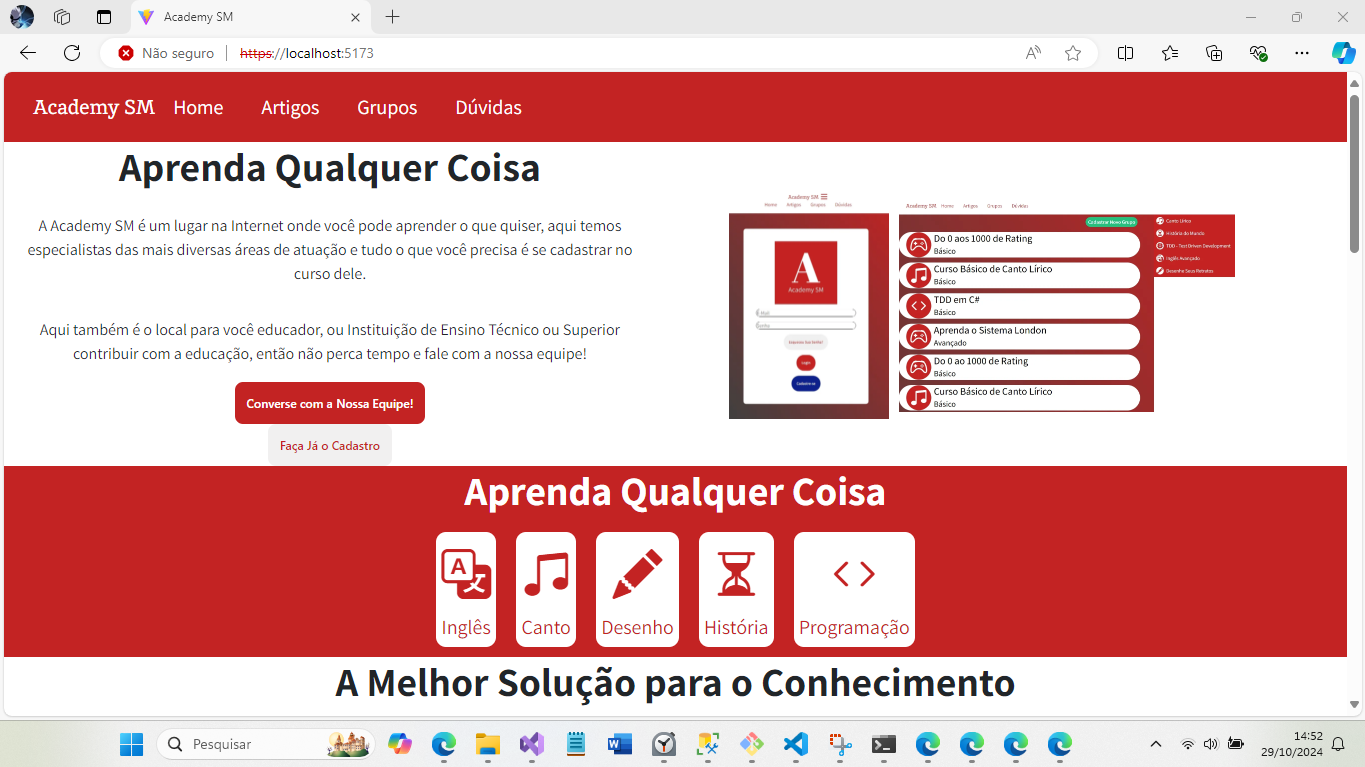 Academy SM
Não seguro
https://localhost:5173
Academy SM Home Artigos Grupos Dúvidas
Aprenda Qualquer Coisa
A Academy SM é um lugar na Internet onde você pode aprender o que quiser, aqui temos
especialistas das mais diversas áreas de atuação e tudo o que você precisa é se cadastrar no
curso dele.
Aqui também é o local para você educador, ou Instituição de Ensino Técnico ou Superior
contribuir com a educação, então não perca tempo e fale com a nossa equipe!
Converse com a Nossa Equipe!
Faça Já o Cadastro
Academy SM
Home Artigos Grupos Dúvidas
A
Academy SM
Login
Cadastre-se
Academy SM Home Artigos Grupos Dúvidas
Cadastrar Novo Grupo
Do 0 aos 1000 de Rating
Básico
Curso Básico de Canto Lírico
Básico
TDD em C#
Básico
Aprenda o Sistema London
Avançado
Do 0 ao 1000 de Rating
Básico
Curso Básico de Canto Lírico
Básico
Canto Lírico
História do Mundo
TDD - Test Driven Development
Inglês Avançado
Desenhe Seus Retratos
Aprenda Qualquer Coisa
Inglês
Canto
Desenho
História
Programação
A Melhor Solução para o Conhecimento
Pesquisar
14:52
29/10/2024